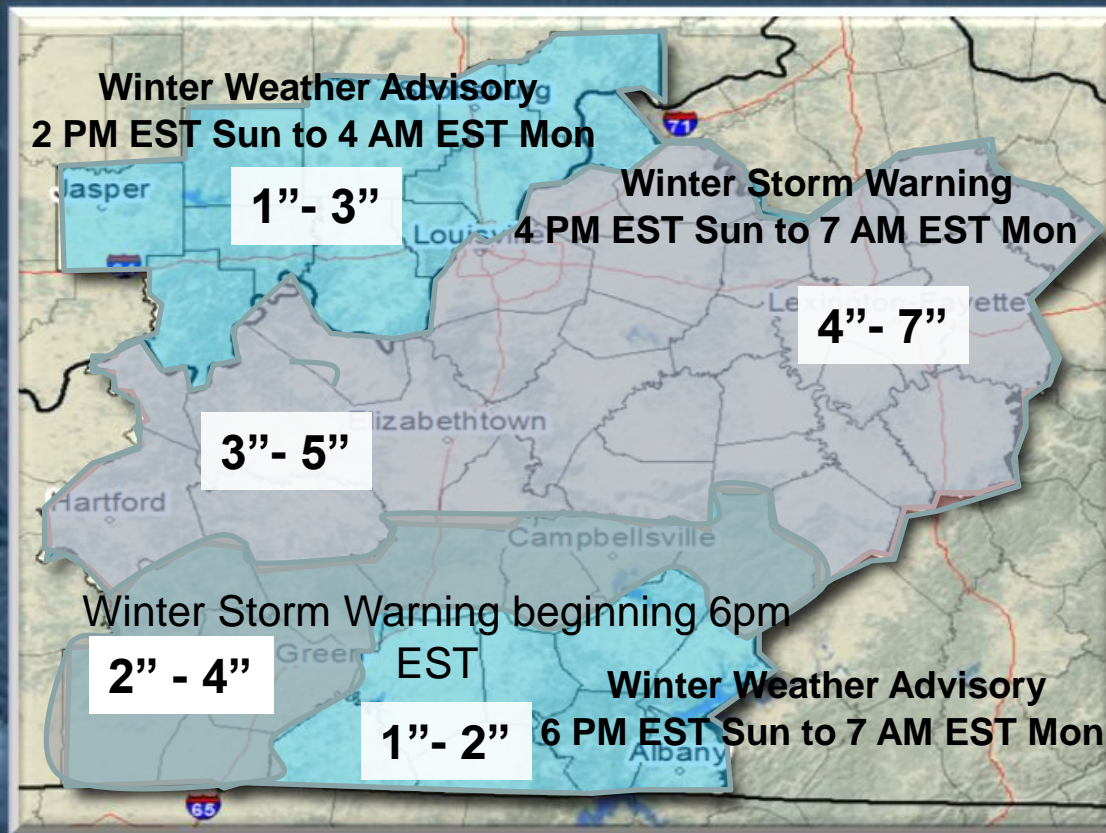 Winter Weather Advisory
2 PM EST Sun to 4 AM EST Mon
71
Jasper
1”- 3”
Winter Storm Warning
4 PM EST Sun to 7 AM EST Mon
Louisville
64
Lexington-Fayette
4”- 7”
Elizabethtown
3”- 5”
Hartford
Campbellsville
Winter Storm Warning beginning 6pm
EST
Green
2” - 4”
Winter Weather Advisory
6 PM EST Sun to 7 AM EST Mon
1”- 2”
Albany
65